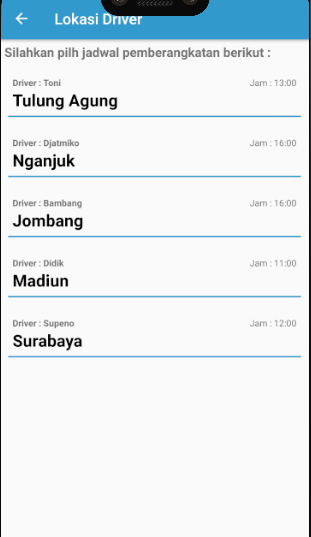 Lokasi Driver
Silahkan pilh jadwal pemberangkatan berikut :
Driver : Toni Jam : 13:00
Tulung Agung
Driver : Djatmiko Jam : 16:00
Nganjuk
Driver : Bambang Jam : 16:00
Jombang
Driver : Didik Jam : 11:00
Madiun
Driver : Supeno Jam : 12:00
Surabaya